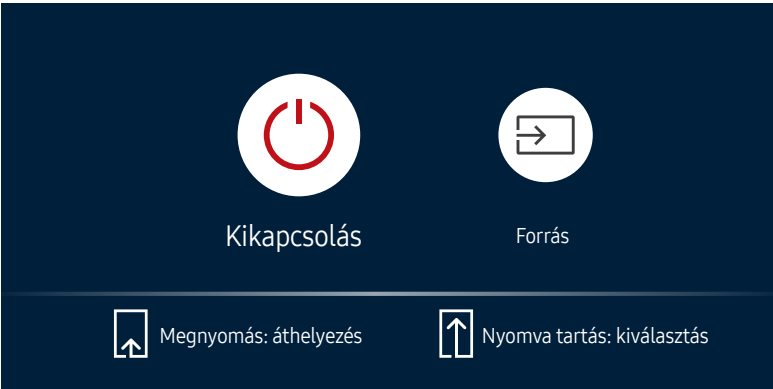 Kikapcsolás
Forrás
Megnyomás: áthelyezés
Nyomva tartás: kiválasztás